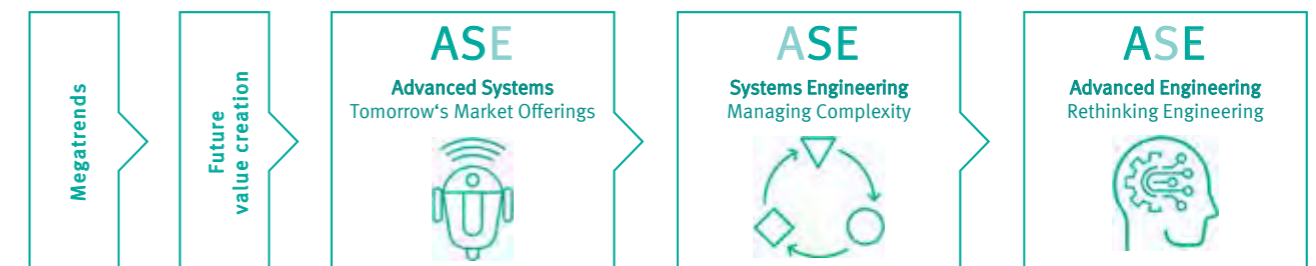 Megatrends
Future
value creation
ASE
Advanced Systems
Tomorrow‘s Market Offerings
ASE
Systems Engineering
Managing Complexity
ASE
Advanced Engineering
Rethinking Engineering